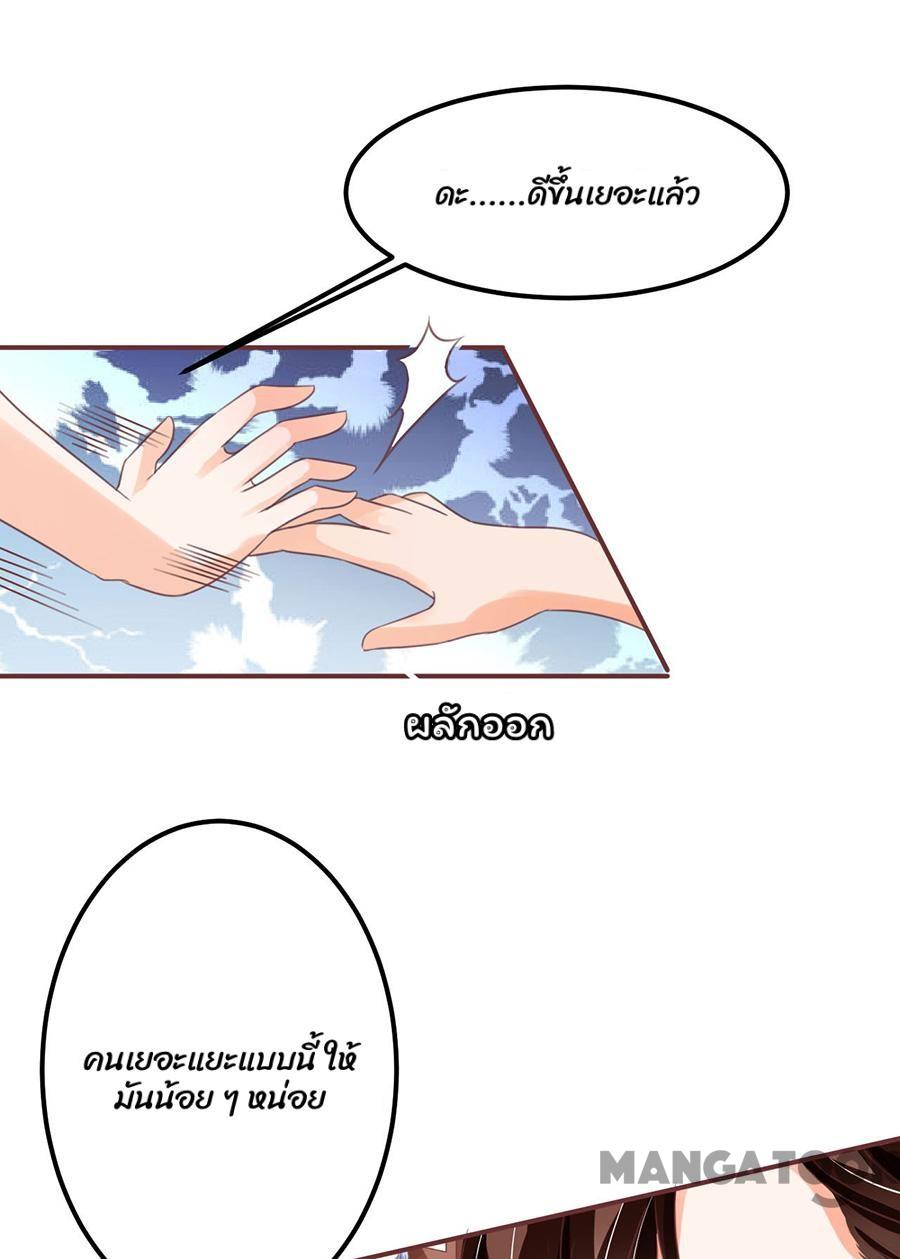 ดะ......ดีขึ้นเยอะแล้ว
ผลักออก
คนเยอะแยะแบบนี้ ให้
มันน้อย ๆ หน่อย
MANGATOON